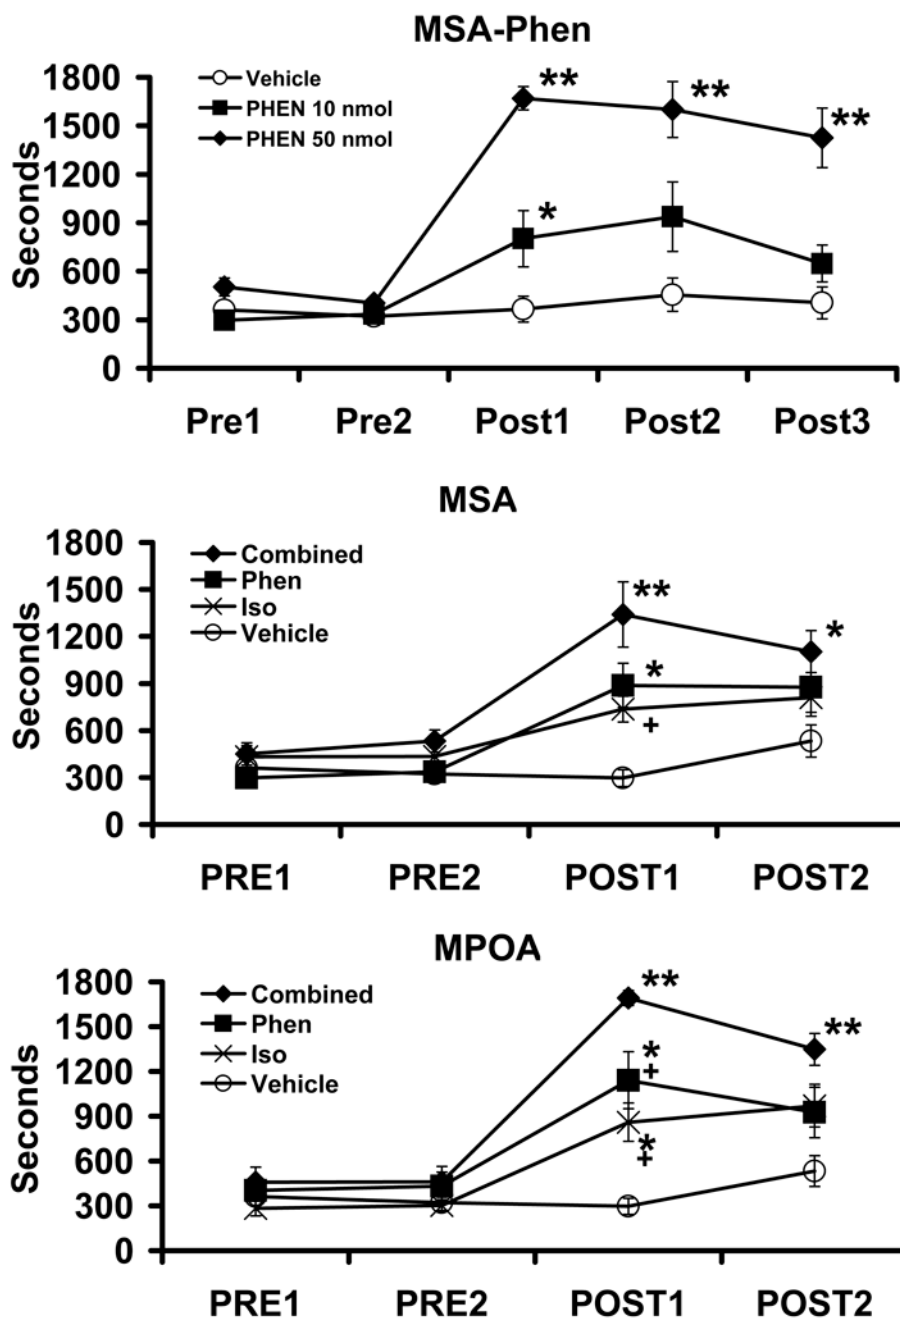 MSA-Phen
Vehicle
PHEN 10 nmol
PHEN 50 nmol
Seconds
1800
1500
1200
900
600
300
0
**
**
**
*
Pre1 Pre2 Post1 Post2 Post3
MSA
Combined
Phen
Iso
Vehicle
Seconds
1800
1500
1200
900
600
300
0
**
*
*
+
PRE1 PRE2 POST1 POST2
MPOA
Combined
Phen
Iso
Vehicle
Seconds
1800
1500
1200
900
600
300
0
**
**
*
+
*
+
PRE1 PRE2 POST1 POST2